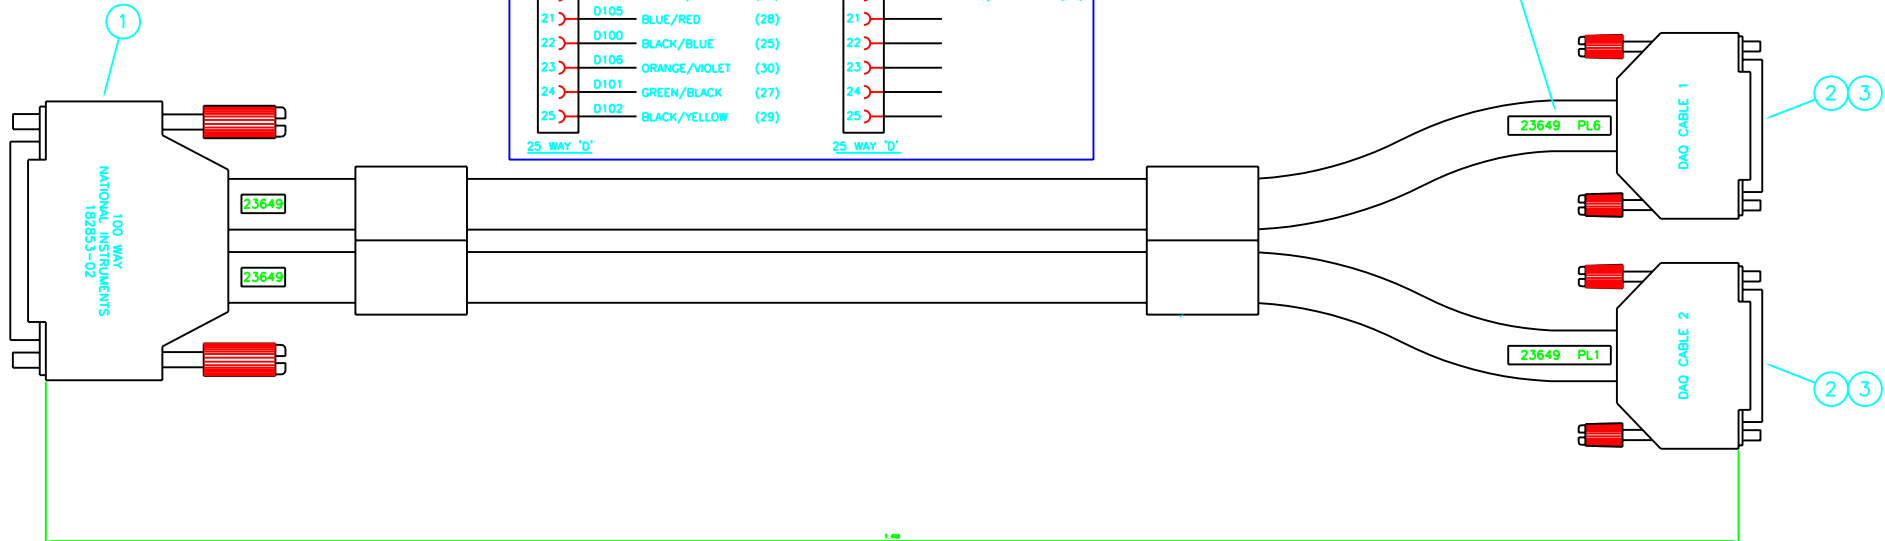 1
21 D105 BLUE/RED (28)
22 D100 BLACK/BLUE (25)
23 D106 ORANGE/VIOLET (30)
24 D101 GREEN/BLACK (27)
25 D102 BLACK/YELLOW (29)
25 WAY 'D'
21
22
23
24
25
25 WAY 'D'
100 WAY
NATIONAL INSTRUMENTS
182853-02
23649
23649
23649 PL6
DAQ CABLE 1
2 3
23649 PL1
DAQ CABLE 2
2 3